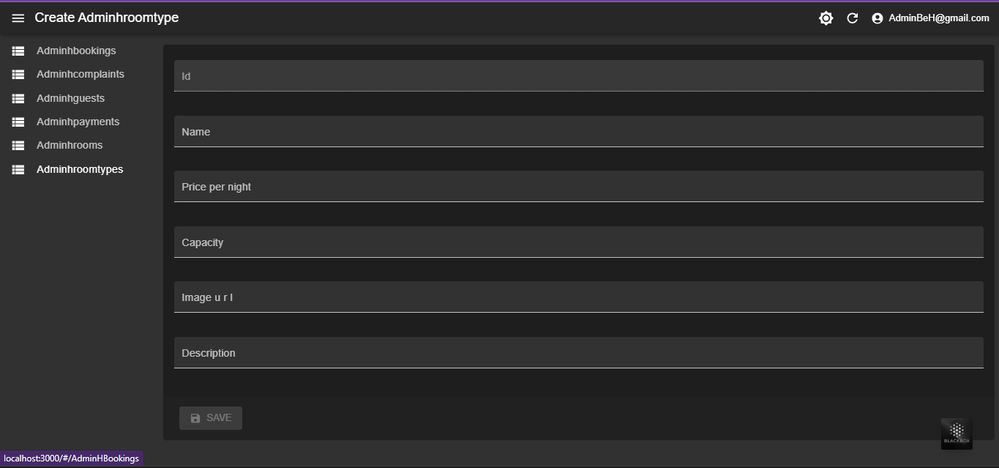 Create Adminhroomtype
AdminBeH@gmail.com
Adminhbookings
Adminhcomplaints
Adminhguests
Adminhpayments
Adminhrooms
Adminhroomtypes
Id
Name
Price per night
Capacity
Image u r l
Description
SAVE
BLACKBOX
localhost:3000/#/AdminHBookings